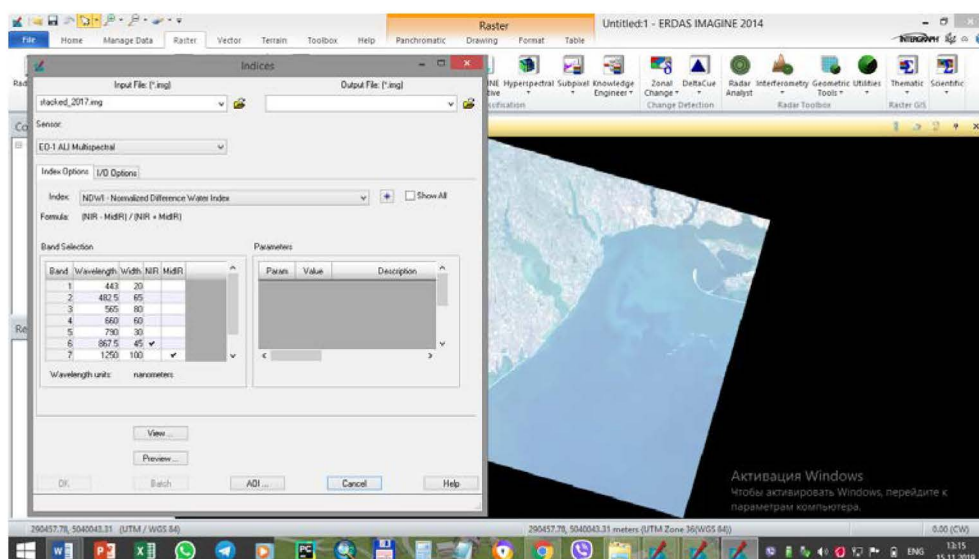 Raster
Untitled:1 - ERDAS IMAGINE 2014
File Home Manage Data Raster Vector Terrain Toolbox Help Panchromatic Drawing Format Table
INTERGRAPH
Hyperspectral Subpixel Knowledge Engineer Zonal Change DeltaCue Radar Analyst Interferometry Geometric Tools Utilities Thematic Scientific
Change Detection Radar Toolbox Raster GIS
Indices
Input File: (*.img) Output File: (*.img)
stacked_2017.img
Sensor:
EO-1 ALI Multispectral
Index Options I/O Options
Index: NDWI - Normalized Difference Water Index Show All
Formula: (NIR - MidIR) / (NIR + MidIR)
Band Selection Parameters
Band Wavelength Width NIR MidIR Param Value Description
1 443 20
2 482.5 65
3 565 80
4 660 60
5 790 30
6 867.5 45
7 1250 100
Wavelength units: nanometers
View ...
Preview ...
OK Batch AOI ... Cancel Help
Активация Windows
Чтобы активировать Windows, перейдите к
параметрам компьютера.
290457.78, 5040043.31 (UTM / WGS 84) 290457.78, 5040043.31 meters (UTM Zone 36(WGS 84)) 0.00 (CW)
ENG 13:15
15.11.2019